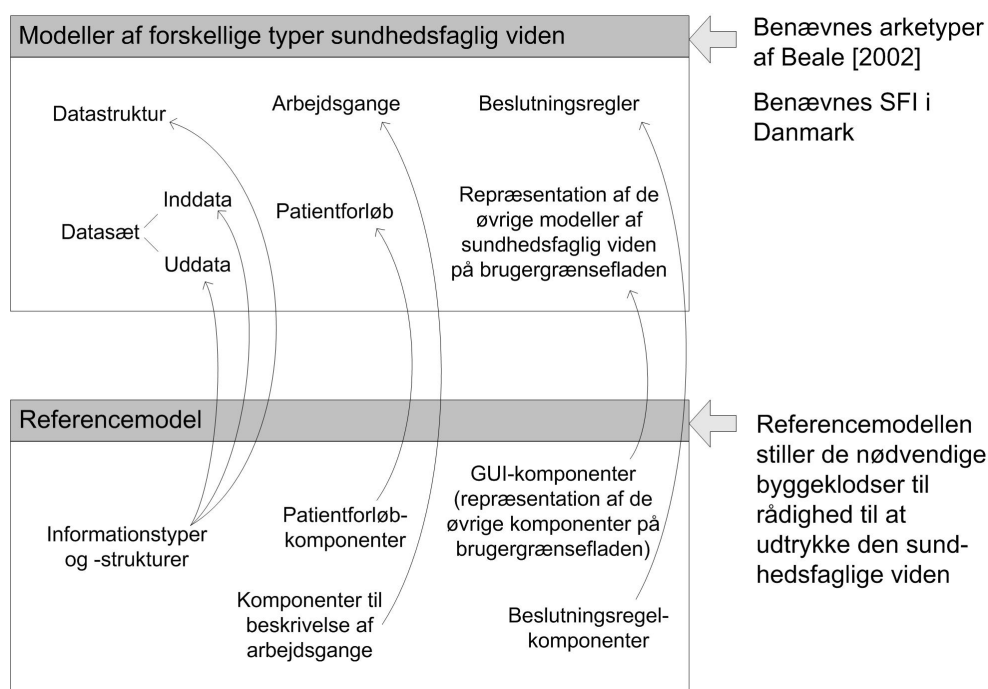 Modeller af forskellige typer sundhedsfaglig viden
Benævnes arketyper
af Beale [2002]
Benævnes SFI i
Danmark
Datastruktur
Arbejdsgange
Beslutningsregler
Inddata
Datasæt
Uddata
Patientforløb
Repræsentation af de
øvrige modeller af
sundhedsfaglig viden
på brugergrænsefladen
Referencemodel
Referencemodellen
stiller de nødvendige
byggeklodser til
rådighed til at
udtrykke den sund-
hedsfaglige viden
Informationstyper
og -strukturer
Patientforløb-
komponenter
GUI-komponenter
(repræsentation af de
øvrige komponenter på
brugergrænsefladen)
Komponenter til
beskrivelse af
arbejdsgange
Beslutningsregel-
komponenter